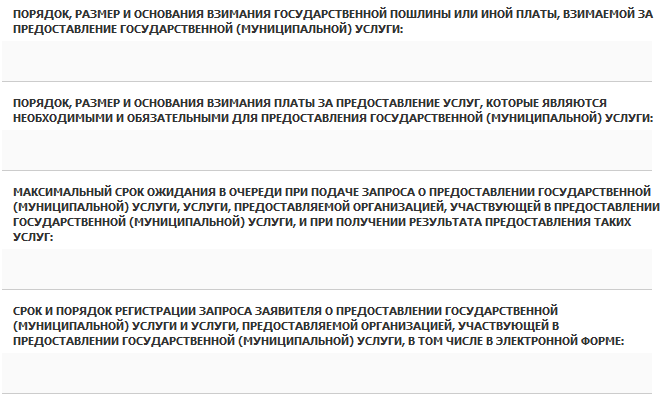 ПОРЯДОК, РАЗМЕР И ОСНОВАНИЯ ВЗИМАНИЯ ГОСУДАРСТВЕННОЙ ПОШЛИНЫ ИЛИ ИНОЙ ПЛАТЫ, ВЗИМАЕМОЙ ЗА
ПРЕДОСТАВЛЕНИЕ ГОСУДАРСТВЕННОЙ (МУНИЦИПАЛЬНОЙ) УСЛУГИ:
ПОРЯДОК, РАЗМЕР И ОСНОВАНИЯ ВЗИМАНИЯ ПЛАТЫ ЗА ПРЕДОСТАВЛЕНИЕ УСЛУГ, КОТОРЫЕ ЯВЛЯЮТСЯ
НЕОБХОДИМЫМИ И ОБЯЗАТЕЛЬНЫМИ ДЛЯ ПРЕДОСТАВЛЕНИЯ ГОСУДАРСТВЕННОЙ (МУНИЦИПАЛЬНОЙ) УСЛУГИ:
МАКСИМАЛЬНЫЙ СРОК ОЖИДАНИЯ В ОЧЕРЕДИ ПРИ ПОДАЧЕ ЗАПРОСА О ПРЕДОСТАВЛЕНИИ ГОСУДАРСТВЕННОЙ
(МУНИЦИПАЛЬНОЙ) УСЛУГИ, УСЛУГИ, ПРЕДОСТАВЛЯЕМОЙ ОРГАНИЗАЦИЕЙ, УЧАСТВУЮЩЕЙ В ПРЕДОСТАВЛЕНИИ
ГОСУДАРСТВЕННОЙ (МУНИЦИПАЛЬНОЙ) УСЛУГИ, И ПРИ ПОЛУЧЕНИИ РЕЗУЛЬТАТА ПРЕДОСТАВЛЕНИЯ ТАКИХ
УСЛУГ:
СРОК И ПОРЯДОК РЕГИСТРАЦИИ ЗАПРОСА ЗАЯВИТЕЛЯ О ПРЕДОСТАВЛЕНИИ ГОСУДАРСТВЕННОЙ
(МУНИЦИПАЛЬНОЙ) УСЛУГИ И УСЛУГИ, ПРЕДОСТАВЛЯЕМОЙ ОРГАНИЗАЦИЕЙ, УЧАСТВУЮЩЕЙ В
ПРЕДОСТАВЛЕНИИ ГОСУДАРСТВЕННОЙ (МУНИЦИПАЛЬНОЙ) УСЛУГИ, В ТОМ ЧИСЛЕ В ЭЛЕКТРОННОЙ ФОРМЕ: